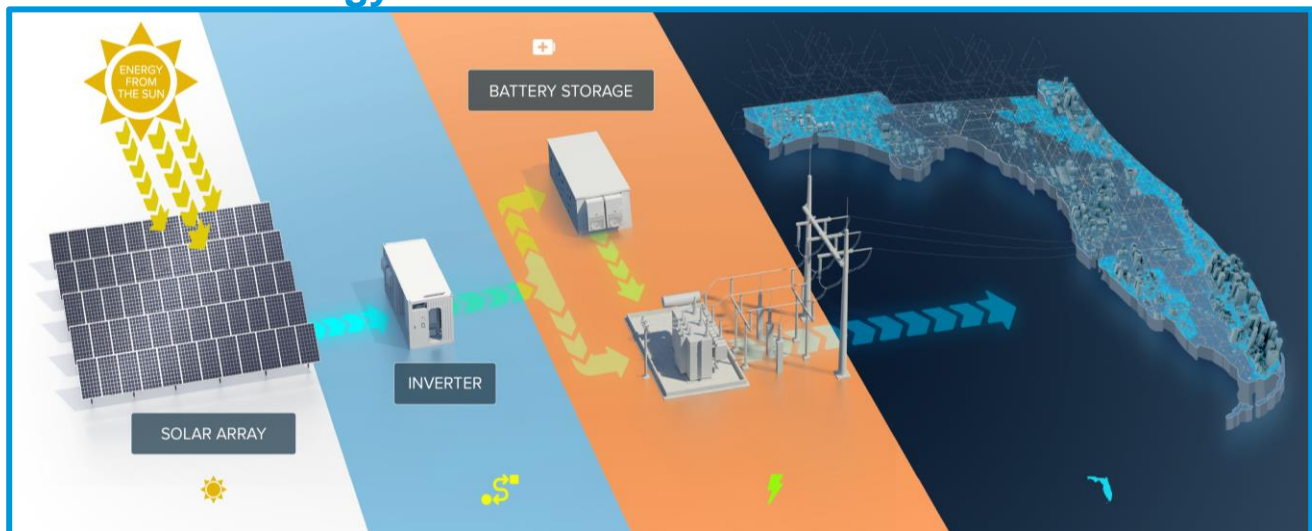 ENERGY
FROM
THE SUN
BATTERY STORAGE
INVERTER
SOLAR ARRAY